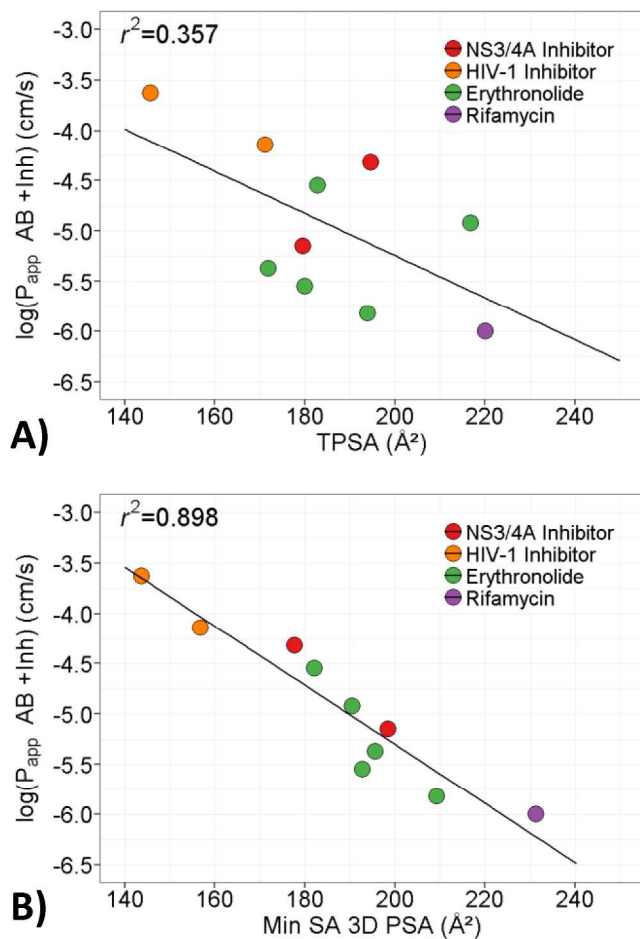 r²=0.357
NS3/4A Inhibitor
HIV-1 Inhibitor
Erythronolide
Rifamycin
-3.0
-3.5
-4.0
-4.5
-5.0
-5.5
-6.0
-6.5
log(Papp AB +Inh) (cm/s)
140 160 180 200 220 240
TPSA (Å²)
A)
r²=0.898
NS3/4A Inhibitor
HIV-1 Inhibitor
Erythronolide
Rifamycin
-3.0
-3.5
-4.0
-4.5
-5.0
-5.5
-6.0
-6.5
log(Papp AB +Inh) (cm/s)
140 160 180 200 220 240
Min SA 3D PSA (Å²)
B)